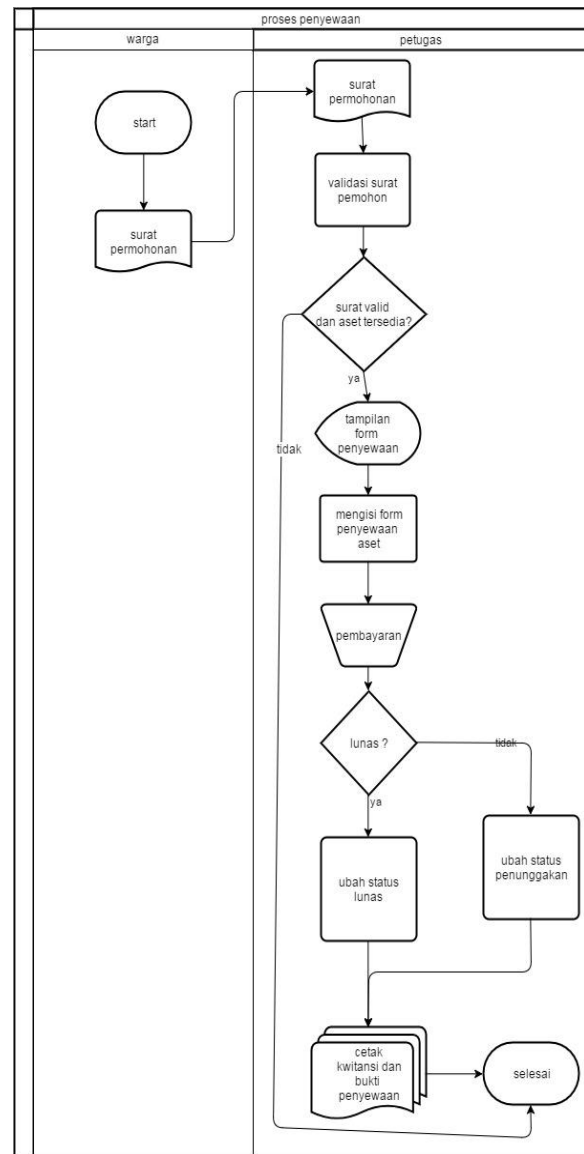 proses penyewaan
warga
petugas
start
surat
permohonan
surat
permohonan
validasi surat
pemohon
surat valid
dan aset tersedia?
ya
tidak
tampilan
form
penyewaan
mengisi form
penyewaan
aset
pembayaran
lunas ?
tidak
ya
ubah status
lunas
ubah status
penunggakan
cetak
kwitansi dan
bukti
penyewaan
selesai